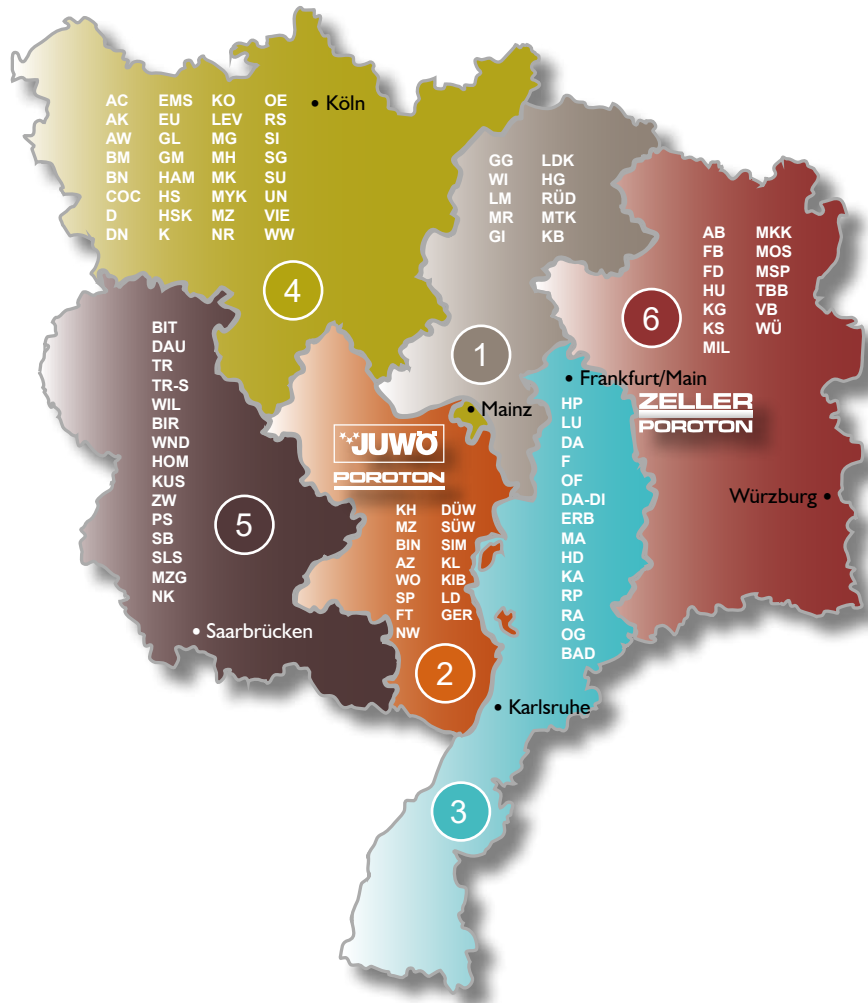 AC EMS KO OE
AK EU LEV RS
AW GL MG SI
BM GM MH SG
BN HAM MK SU
COC HS MYK UN
D HSK MZ VIE
DN K NR WW
• Köln
4
GG LDK
WI HG
LM RÜD
MR MTK
GI KB
1
AB MKK
FB MOS
FD MSP
HU TBB
KG VB
KS WÜ
MIL
6
ZELLER
POROTON
Würzburg •
BIT
DAU
TR
TR-S
WIL
BIR
WND
HOM
KUS
ZW
PS
SB
SLS
MZG
NK
5
• Saarbrücken
• Mainz
JUWÖ
POROTON
KH DÜW
MZ SÜW
BIN SIM
AZ KL
WO KIB
SP LD
FT GER
NW
2
• Frankfurt/Main
HP
LU
DA
F
OF
DA-DI
ERB
MA
HD
KA
RP
RA
OG
BAD
• Karlsruhe
3